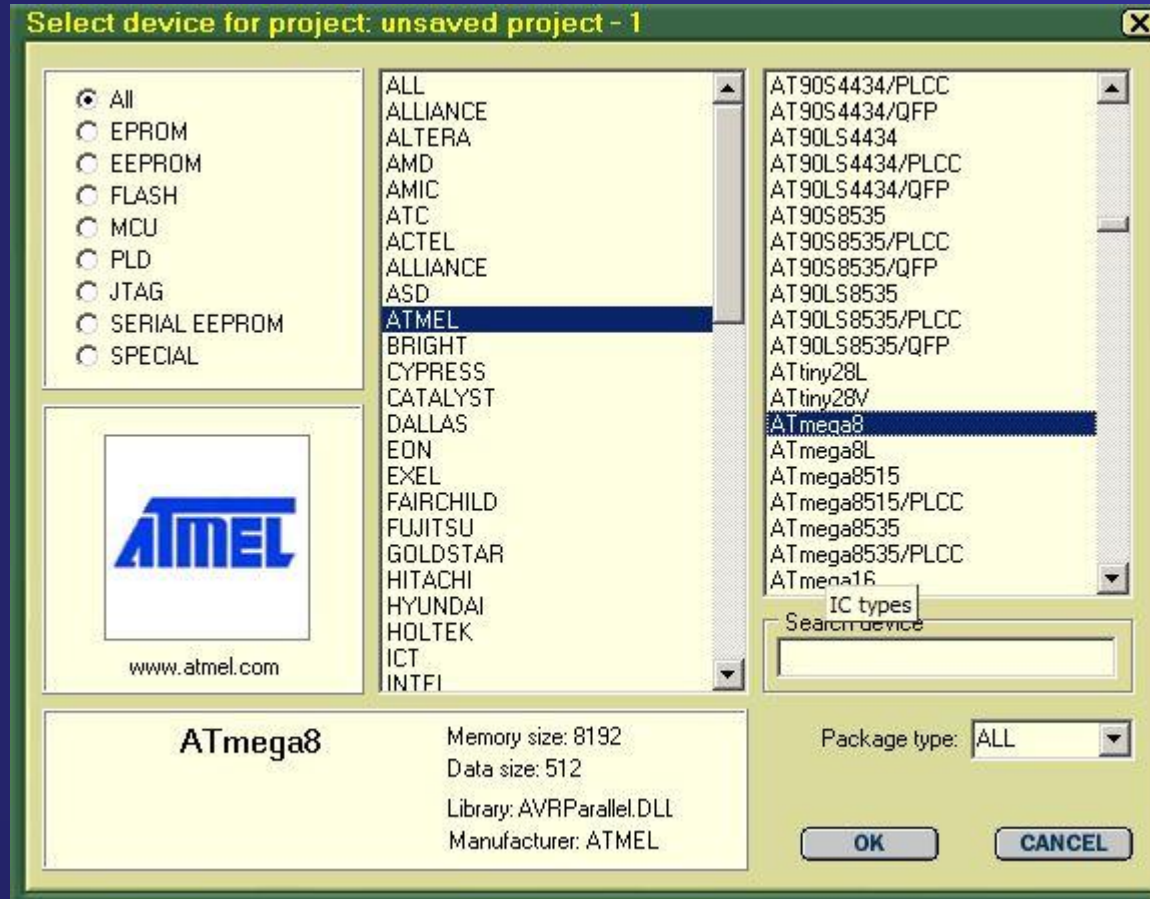 Select device for project: unsaved project - 1
All
EPROM
EEPROM
FLASH
MCU
PLD
JTAG
SERIAL EEPROM
SPECIAL
ATMEL
www.atmel.com
ALL
ALLIANCE
ALTERA
AMD
AMIC
ATC
ACTEL
ALLIANCE
ASD
ATMEL
BRIGHT
CYPRESS
CATALYST
DALLAS
EON
EXEL
FAIRCHILD
FUJITSU
GOLDSTAR
HITACHI
HYUNDAI
HOLTEK
ICT
INTEL
AT90S4434/PLCC
AT90S4434/QFP
AT90LS4434
AT90LS4434/PLCC
AT90LS4434/QFP
AT90S8535
AT90S8535/PLCC
AT90S8535/QFP
AT90LS8535
AT90LS8535/PLCC
AT90LS8535/QFP
ATtiny28L
ATtiny28V
ATmega8
ATmega8L
ATmega8515
ATmega8515/PLCC
ATmega8535
ATmega8535/PLCC
ATmega16
IC types
Search device
ATmega8
Memory size: 8192
Data size: 512
Library: AVRParallel.DLL
Manufacturer: ATMEL
Package type: ALL
OK
CANCEL